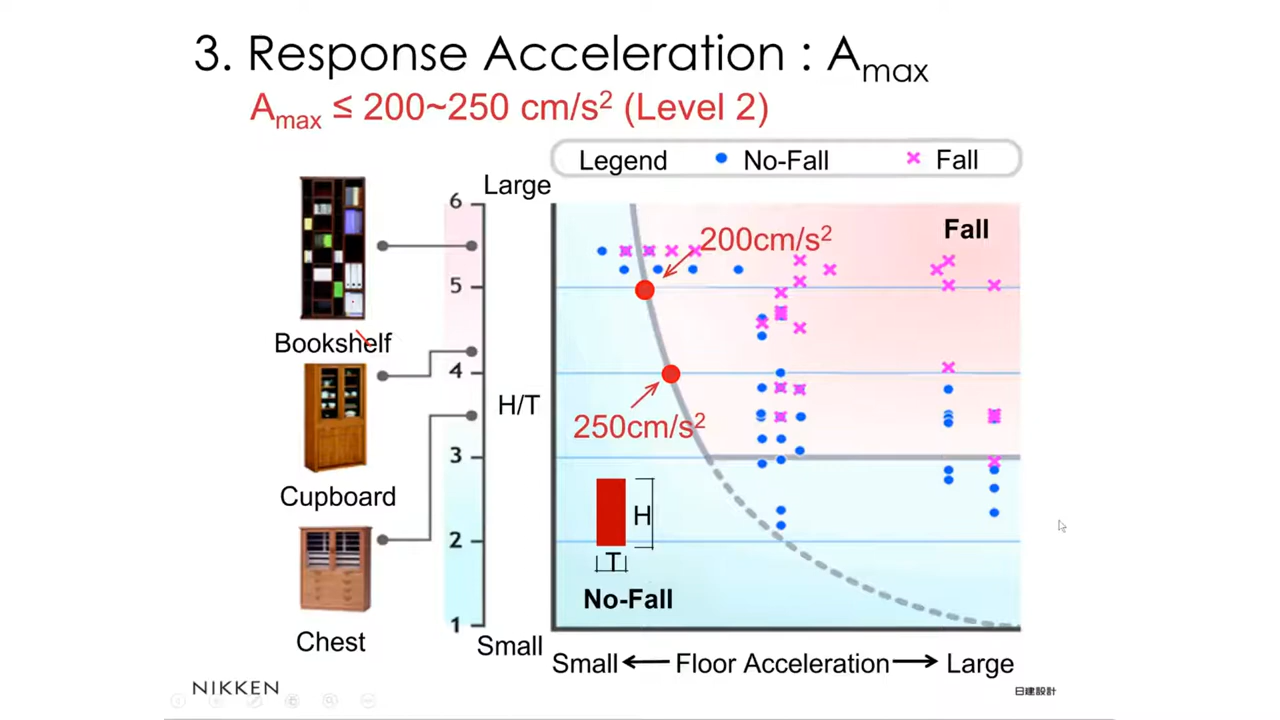 3. Response Acceleration : Amax
Amax ≤ 200~250 cm/s² (Level 2)
Legend No-Fall Fall
Large
6
5
4
3
2
1
Small
H/T
Bookshelf
Cupboard
Chest
Fall
200cm/s²
250cm/s²
H
T
No-Fall
Small Floor Acceleration Large
NIKKEN
日建設計